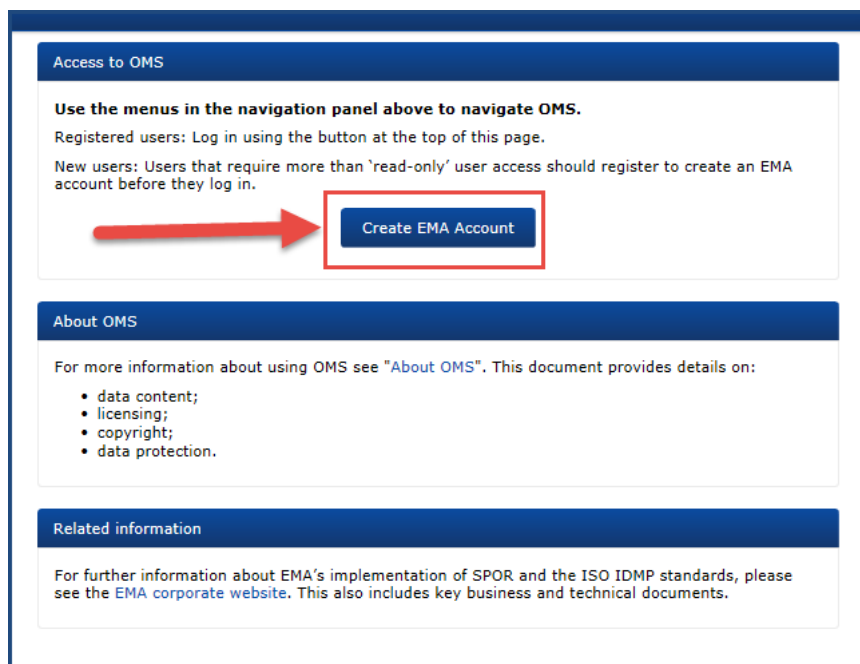 Access to OMS
Use the menus in the navigation panel above to navigate OMS.
Registered users: Log in using the button at the top of this page.
New users: Users that require more than ‘read-only’ user access should register to create an EMA
account before they log in.
Create EMA Account
About OMS
For more information about using OMS see "About OMS". This document provides details on:
• data content;
• licensing;
• copyright;
• data protection.
Related information
For further information about EMA’s implementation of SPOR and the ISO IDMP standards, please
see the EMA corporate website. This also includes key business and technical documents.